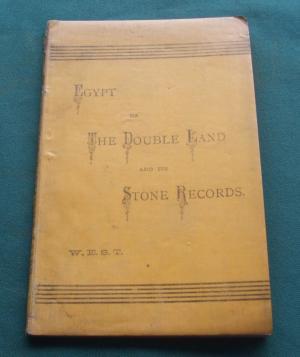 EGYPT
OR
THE DOUBLE LAND
AND ITS
STONE RECORDS.
W.E.S.T.